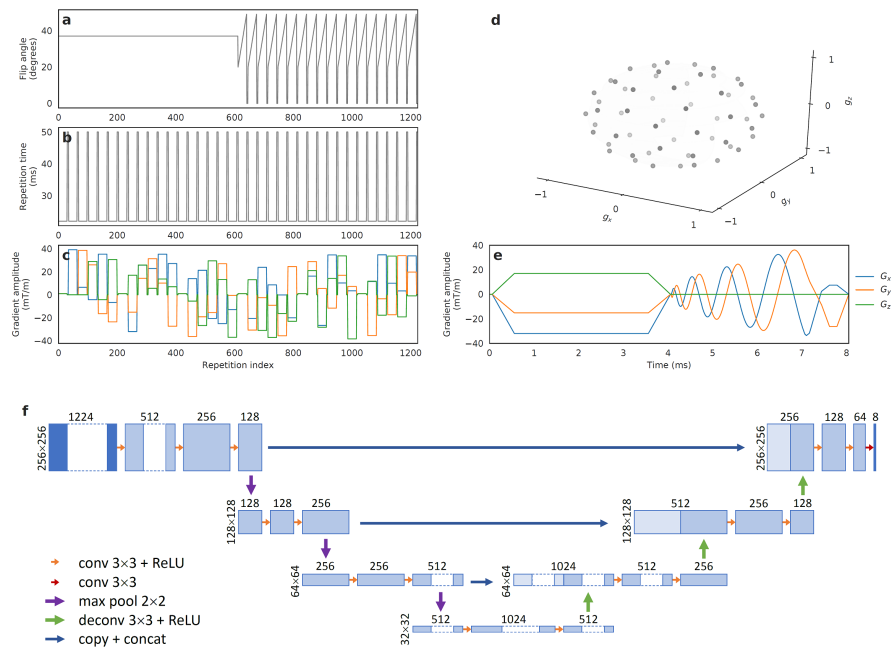 a
Flip angle
(degrees)
40
20
0
0 200 400 600 800 1000 1200
b
Repetition time
(ms)
50
40
30
0 200 400 600 800 1000 1200
c
Gradient amplitude
(mT/m)
40
20
0
−20
−40
0 200 400 600 800 1000 1200
Repetition index
d
1
0
−1
g_z
−1
0
1
g_x
−1
0
1
g_y
e
Gradient amplitude
(mT/m)
40
20
0
−20
−40
0 1 2 3 4 5 6 7 8
Time (ms)
G_x
G_y
G_z
f
1224 512 256 128
256×256
256 128 64 8
256×256
128 128 256
128×128
512 256 128
128×128
256 256 512
64×64
1024 512 256
64×64
512 1024 512
32×32
conv 3×3 + ReLU
conv 3×3
max pool 2×2
deconv 3×3 + ReLU
copy + concat